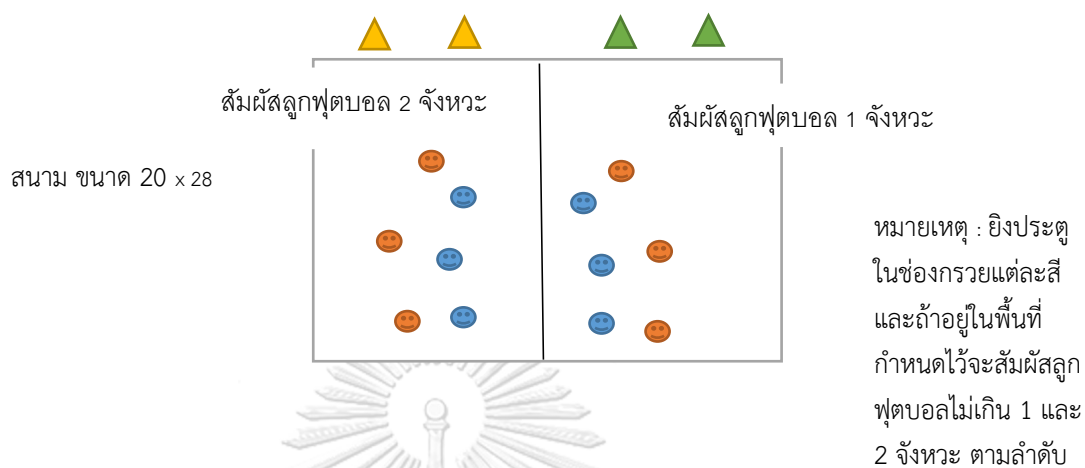 สัมผัสลูกฟุตบอล 2 จังหวะ
สัมผัสลูกฟุตบอล 1 จังหวะ
สนาม ขนาด 20 x 28
หมายเหตุ : ยิงประตู
ในช่องกรวยแต่ละสี
และถ้าอยู่ในพื้นที่
กำหนดไว้จะสัมผัสลูก
ฟุตบอลไม่เกิน 1 และ
2 จังหวะ ตามลำดับ